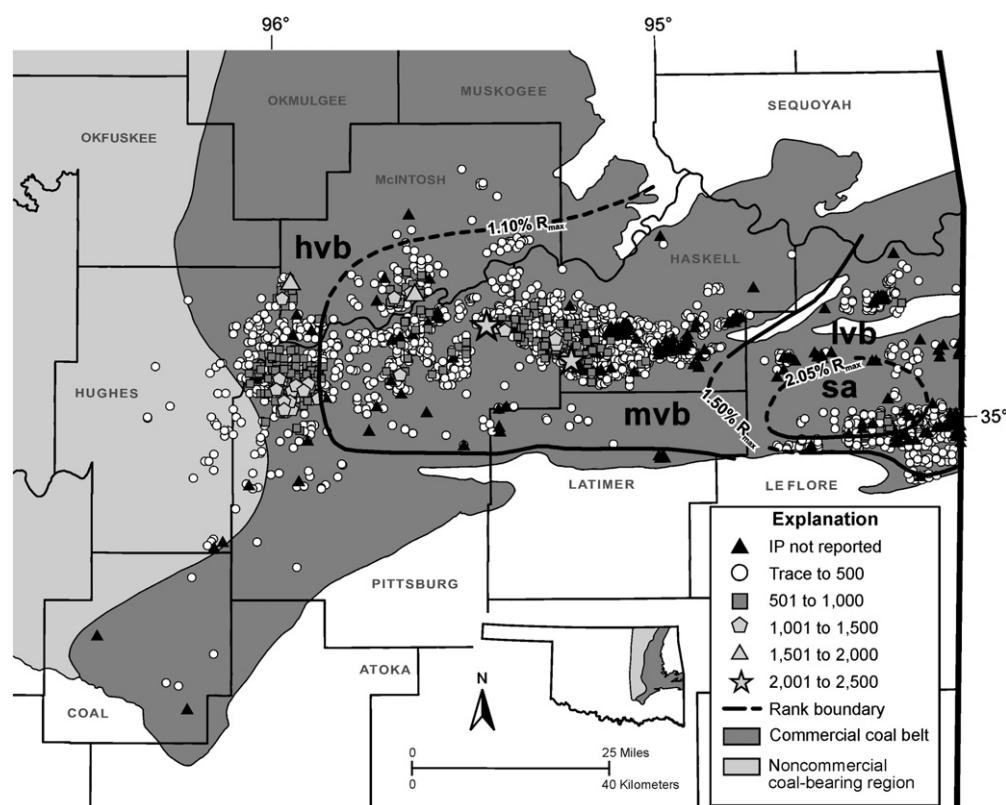 96°
95°
OKMULGEE
MUSKOGEE
SEQUOYAH
OKFUSKEE
McINTOSH
1.10% Rmax
hvb
HASKELL
lvb
2.05% Rmax
sa
HUGHES
mvb
1.50% Rmax
35°
LATIMER
LE FLORE
PITTSBURG
ATOKA
COAL
N
0 25 Miles
0 40 Kilometers
Explanation
IP not reported
Trace to 500
501 to 1,000
1,001 to 1,500
1,501 to 2,000
2,001 to 2,500
Rank boundary
Commercial coal belt
Noncommercial
coal-bearing region